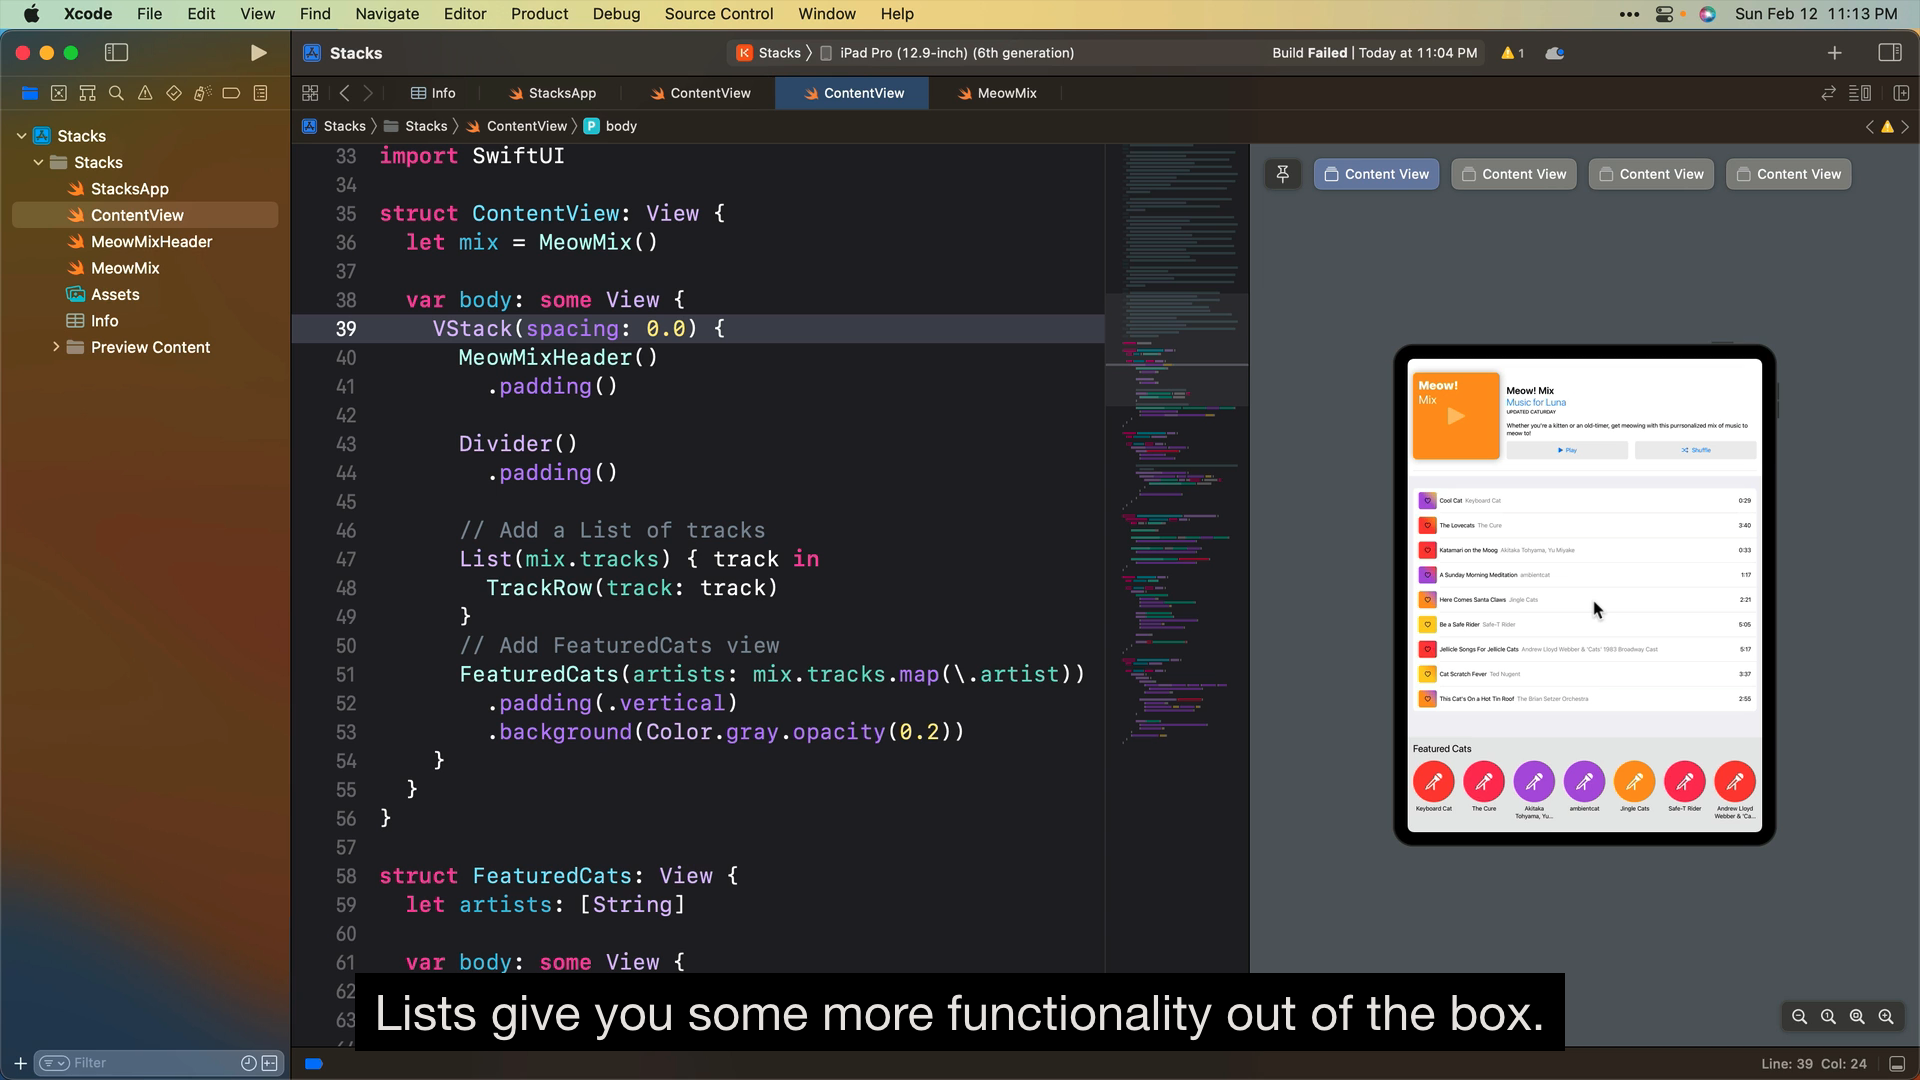 Xcode File Edit View Find Navigate Editor Product Debug Source Control Window Help
Sun Feb 12 11:13 PM
Stacks
Stacks 〉 iPad Pro (12.9-inch) (6th generation)
Build Failed | Today at 11:04 PM
1
Info
StacksApp
ContentView
ContentView
MeowMix
Stacks 〉 Stacks 〉 ContentView 〉 P body
Stacks
Stacks
StacksApp
ContentView
MeowMixHeader
MeowMix
Assets
Info
Preview Content
Filter
33 import SwiftUI
34
35 struct ContentView: View {
36 let mix = MeowMix()
37
38 var body: some View {
39 VStack(spacing: 0.0) {
40 MeowMixHeader()
41 .padding()
42
43 Divider()
44 .padding()
45
46 // Add a List of tracks
47 List(mix.tracks) { track in
48 TrackRow(track: track)
49 }
50 // Add FeaturedCats view
51 FeaturedCats(artists: mix.tracks.map(\.artist))
52 .padding(.vertical)
53 .background(Color.gray.opacity(0.2))
54 }
55 }
56 }
57
58 struct FeaturedCats: View {
59 let artists: [String]
60
61 var body: some View {
62
63
Content View
Content View
Content View
Content View
Meow!
Mix
Meow! Mix
Music for Luna
UPDATED CATURDAY
Whether you're a kitten or an old-timer, get meowing with this purrsonalized mix of music to
meow to!
Play
Shuffle
Cool Cat Keyboard Cat 0:29
The Lovecats The Cure 3:40
Katamari on the Moog Akitaka Tohyama, Yu Miyake 0:33
A Sunday Morning Meditation ambientcat 1:17
Here Comes Santa Claws Jingle Cats 2:21
Be a Safe Rider Safe-T Rider 5:05
Jellicle Songs For Jellicle Cats Andrew Lloyd Webber & 'Cats' 1983 Broadway Cast 5:17
Cat Scratch Fever Ted Nugent 3:37
This Cat's On a Hot Tin Roof The Brian Setzer Orchestra 2:55
Featured Cats
Keyboard Cat
The Cure
Akitaka
Tohyama, Yu...
ambientcat
Jingle Cats
Safe-T Rider
Andrew Lloyd
Webber & 'Ca...
Lists give you some more functionality out of the box.
Line: 39 Col: 24